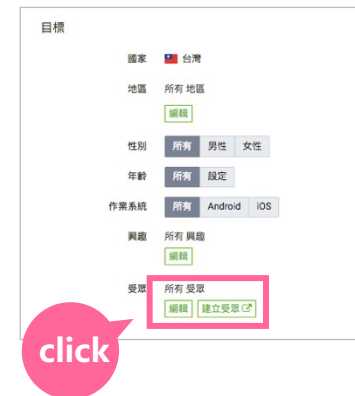 目標
國家 台灣
地區 所有 地區
編輯
性別 所有 男性 女性
年齡 所有 設定
作業系統 所有 Android iOS
興趣 所有 興趣
編輯
受眾 所有 受眾
編輯 建立受眾
click